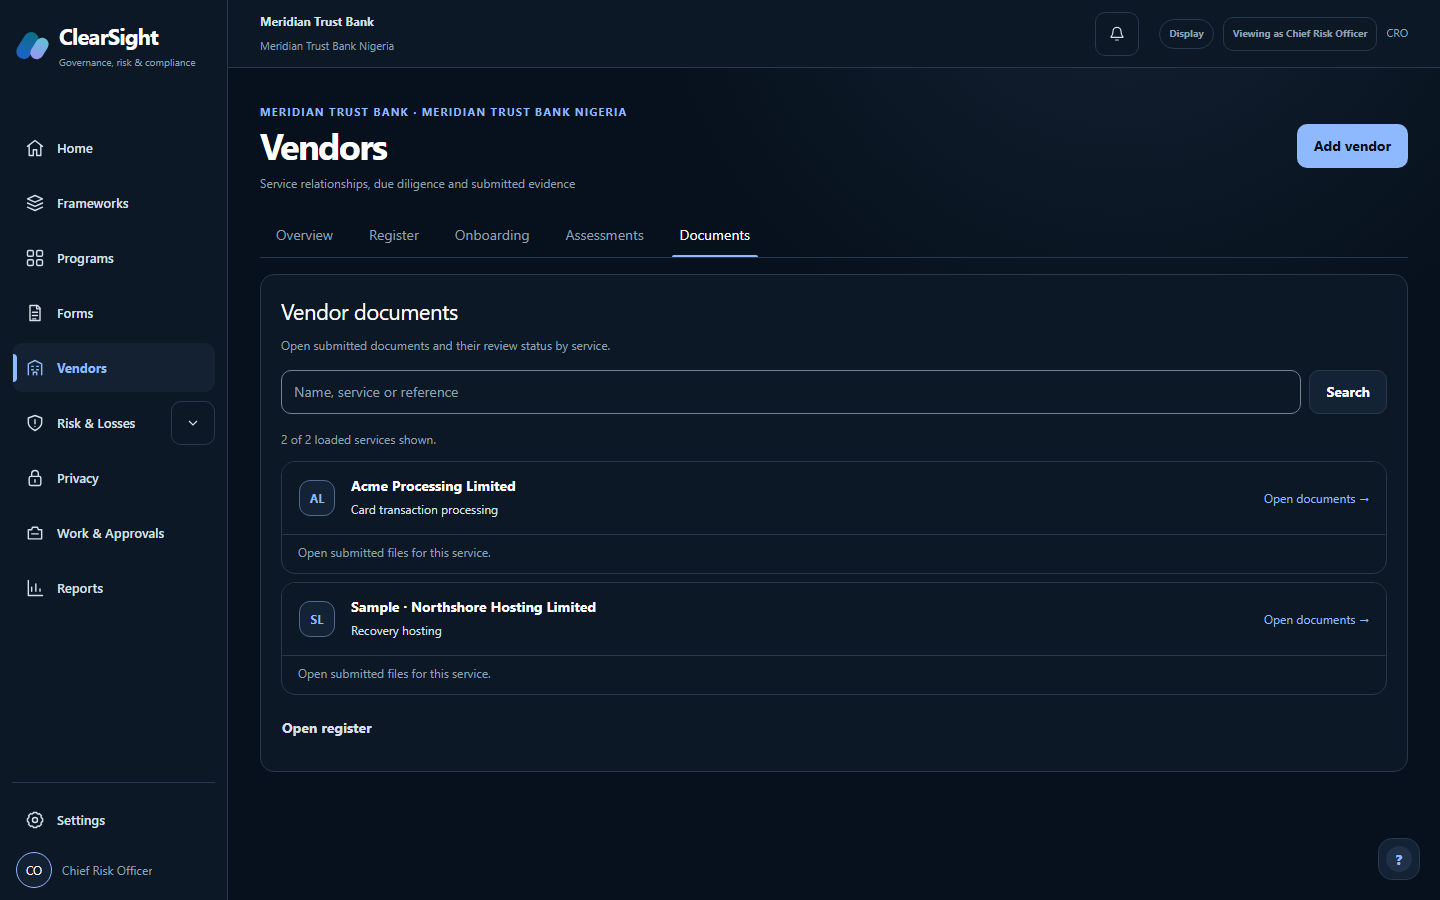 ClearSight
Governance, risk & compliance
Home
Frameworks
Programs
Forms
Vendors
Risk & Losses
Privacy
Work & Approvals
Reports
Settings
CO
Chief Risk Officer
Meridian Trust Bank
Meridian Trust Bank Nigeria
Display
Viewing as Chief Risk Officer
CRO
MERIDIAN TRUST BANK · MERIDIAN TRUST BANK NIGERIA
Vendors
Service relationships, due diligence and submitted evidence
Add vendor
Overview
Register
Onboarding
Assessments
Documents
Vendor documents
Open submitted documents and their review status by service.
Name, service or reference
Search
2 of 2 loaded services shown.
AL
Acme Processing Limited
Card transaction processing
Open documents →
Open submitted files for this service.
SL
Sample · Northshore Hosting Limited
Recovery hosting
Open documents →
Open submitted files for this service.
Open register
?